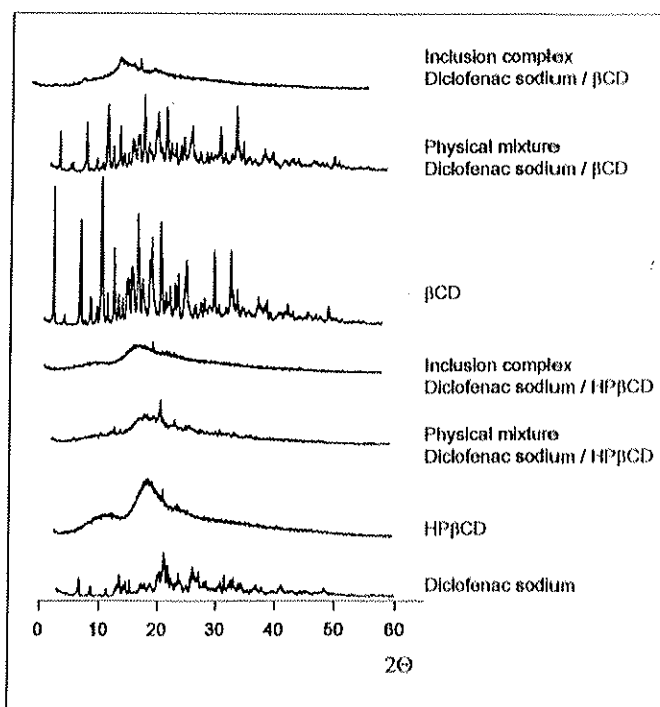 Inclusion complex
Diclofenac sodium / βCD
Physical mixture
Diclofenac sodium / βCD
βCD
Inclusion complex
Diclofenac sodium / HPβCD
Physical mixture
Diclofenac sodium / HPβCD
HPβCD
Diclofenac sodium
0 10 20 30 40 50 60
2Θ